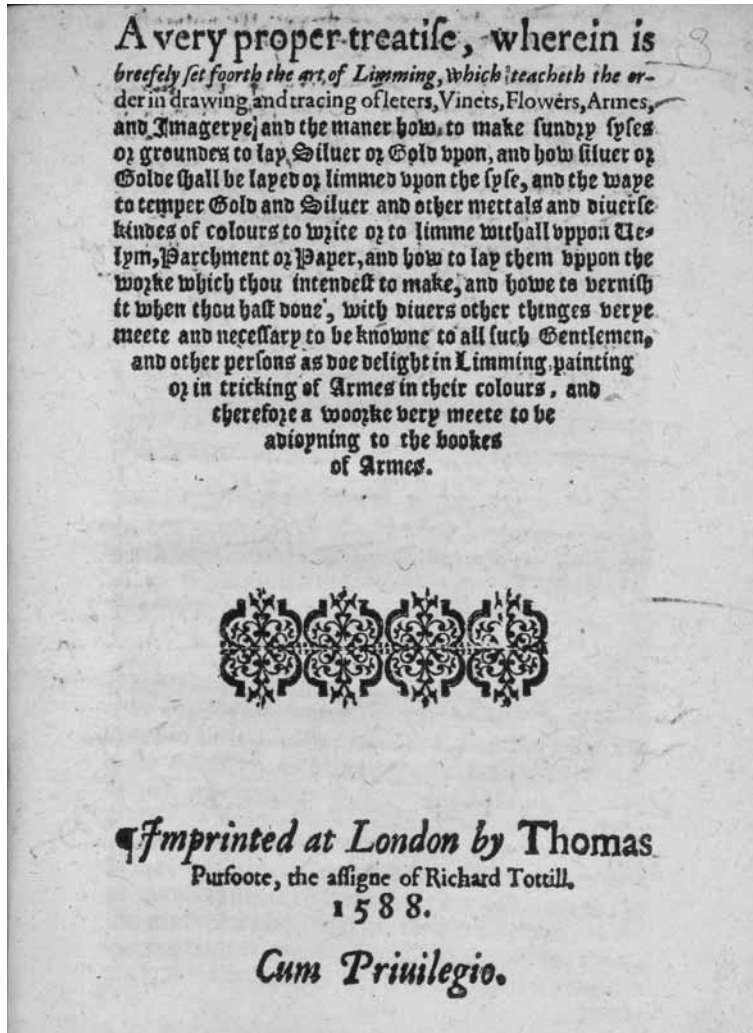 A very proper treatiſe, wherein is
breefely ſet foorth the art of Limming, which teacheth the or-
der in drawing and tracing of leters, Vinets, Flowers, Armes,
and Imagerye, and the maner how to make ſundry ſyſes
or groundes to lay Siluer or Gold vpon, and how ſiluer or
Golde ſhall be layed or limmed vpon the ſyſe, and the waye
to temper Gold and Siluer and other mettals and diuerſe
kindes of colours to write or to limme withall vppon Ue-
lym, Parchment or Paper, and how to lay them vppon the
worke which thou intendeſt to make, and howe to verniſh
it when thou haſt done, with diuers other thinges verye
meete and neceſſary to be knowne to all ſuch Gentlemen,
and other perſons as doe delight in Limming, painting
or in tricking of Armes in their colours, and
therefore a woorke very meete to be
adioyning to the bookes
of Armes.
¶Imprinted at London by Thomas
Purfoote, the aſſigne of Richard Tottill.
1588.
Cum Priuilegio.